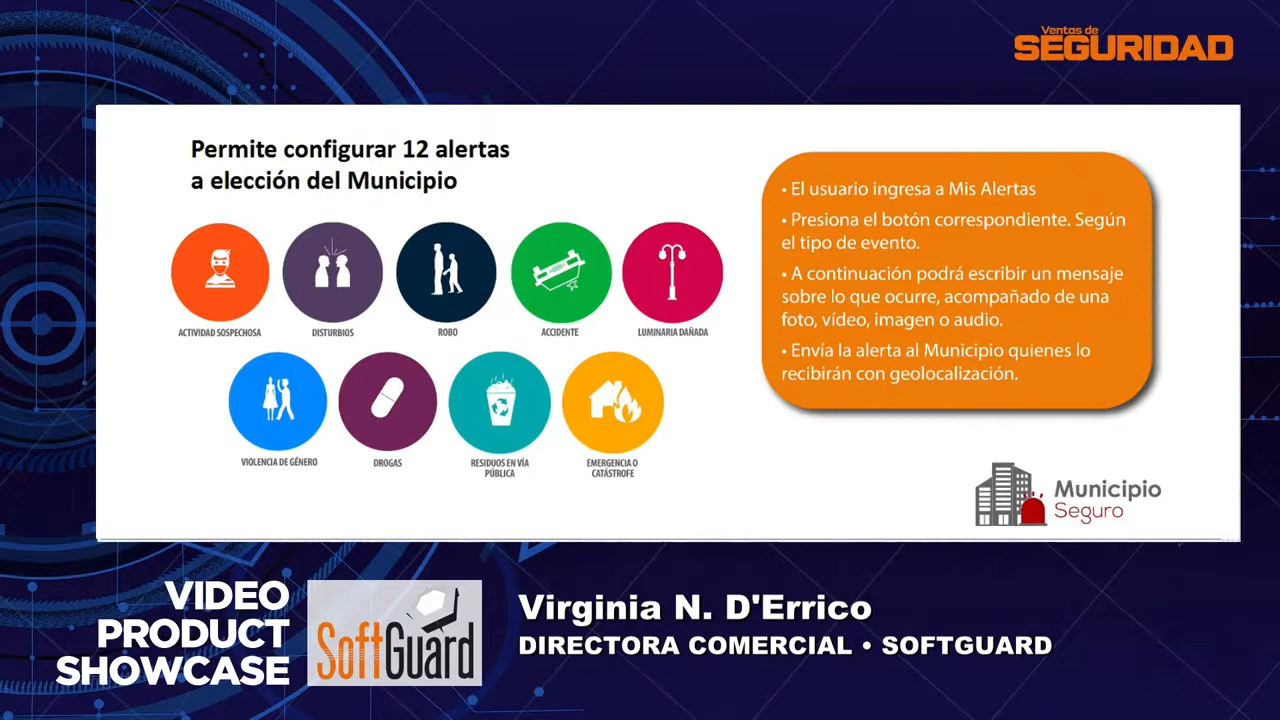 Ventas de
SEGURIDAD
Permite configurar 12 alertas
a elección del Municipio
ACTIVIDAD SOSPECHOSA
DISTURBIOS
ROBO
ACCIDENTE
LUMINARIA DAÑADA
VIOLENCIA DE GÉNERO
DROGAS
RESIDUOS EN VÍA
PÚBLICA
EMERGENCIA O
CATÁSTROFE
• El usuario ingresa a Mis Alertas
• Presiona el botón correspondiente. Según
el tipo de evento.
• A continuación podrá escribir un mensaje
sobre lo que ocurre, acompañado de una
foto, vídeo, imagen o audio.
• Envía la alerta al Municipio quienes lo
recibirán con geolocalización.
Municipio
Seguro
VIDEO
PRODUCT
SHOWCASE
SoftGuard
Virginia N. D'Errico
DIRECTORA COMERCIAL • SOFTGUARD